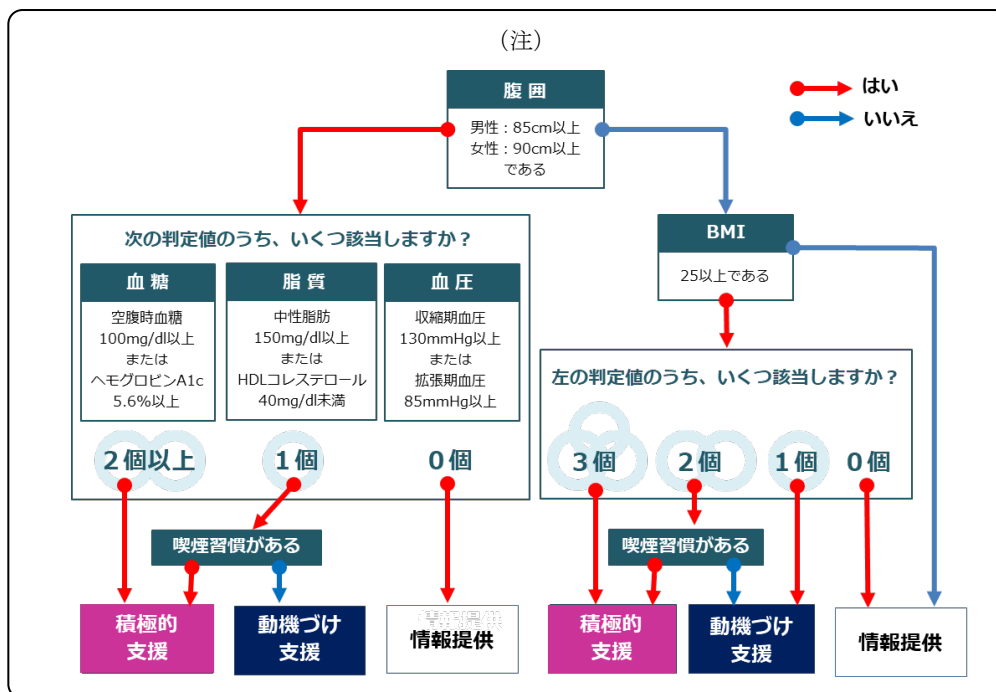 （注）
腹囲
男性：85cm以上
女性：90cm以上
である
はい
いいえ
次の判定値のうち、いくつ該当しますか？
血糖
空腹時血糖
100mg/dl以上
または
ヘモグロビンA1c
5.6%以上
脂質
中性脂肪
150mg/dl以上
または
HDLコレステロール
40mg/dl未満
血圧
収縮期血圧
130mmHg以上
または
拡張期血圧
85mmHg以上
２個以上
１個
０個
喫煙習慣がある
積極的
支援
動機づけ
支援
情報提供
情報提供
BMI
25以上である
左の判定値のうち、いくつ該当しますか？
３個
２個
１個
０個
喫煙習慣がある
積極的
支援
動機づけ
支援
情報提供